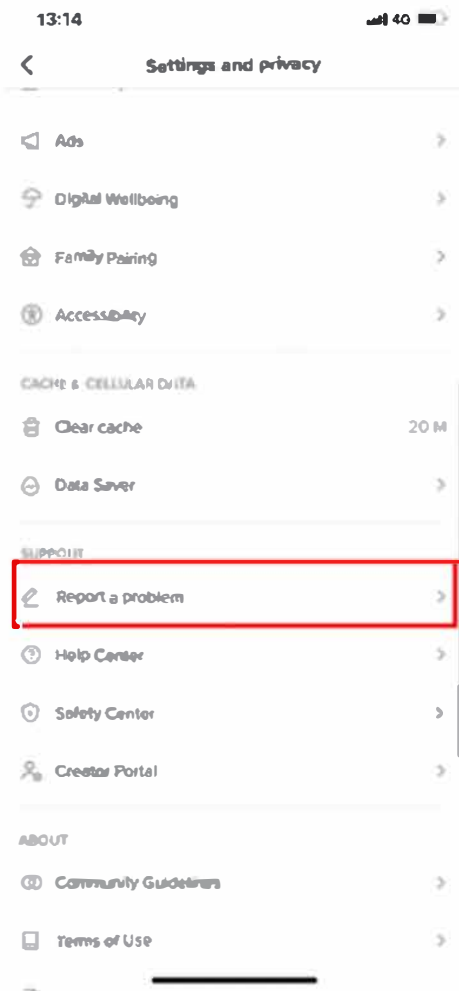 13:14
4G
Settings and privacy
Ads
Digital Wellbeing
Family Pairing
Accessibility
CACHE & CELLULAR DATA
Clear cache
20 M
Data Saver
SUPPORT
Report a problem
Help Center
Safety Center
Creator Portal
ABOUT
Community Guidelines
Terms of Use